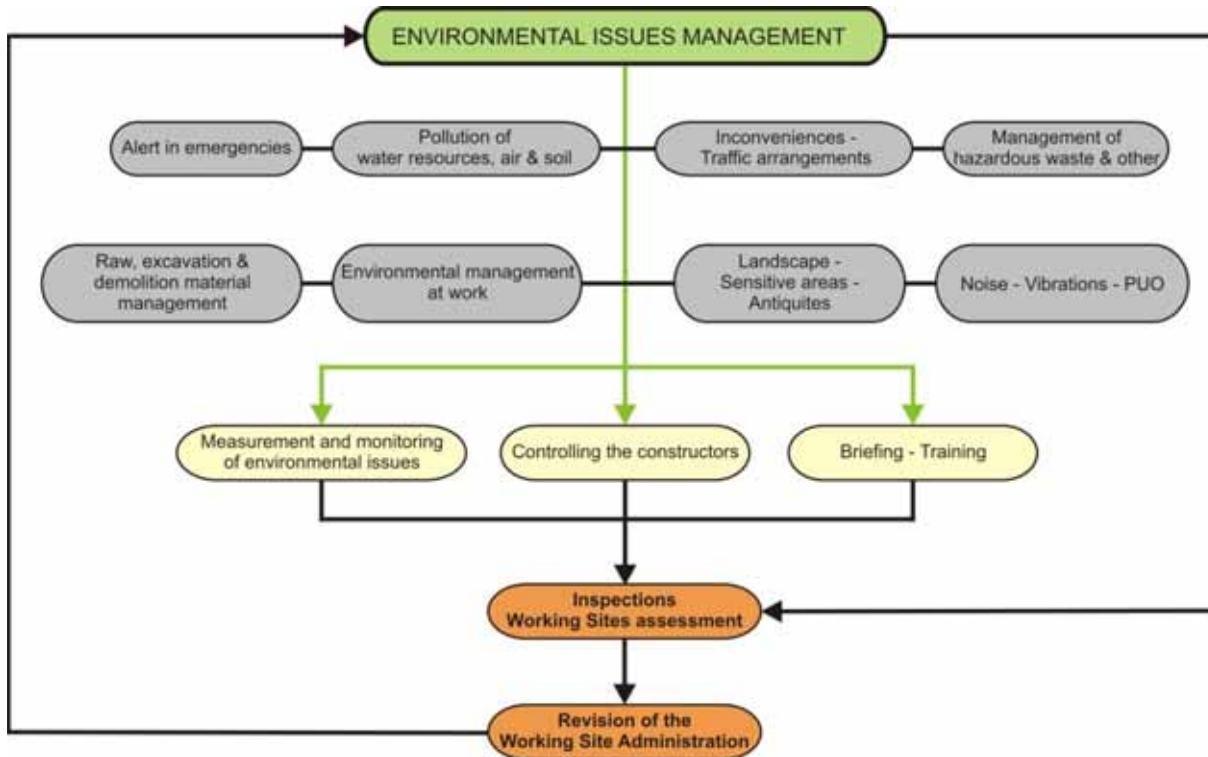 ENVIRONMENTAL ISSUES MANAGEMENT
Alert in emergencies
Pollution of
water resources, air & soil
Inconveniences -
Traffic arrangements
Management of
hazardous waste & other
Raw, excavation &
demolition material
management
Environmental management
at work
Landscape -
Sensitive areas -
Antiquites
Noise - Vibrations - PUO
Measurement and monitoring
of environmental issues
Controlling the constructors
Briefing - Training
Inspections
Working Sites assessment
Revision of the
Working Site Administration